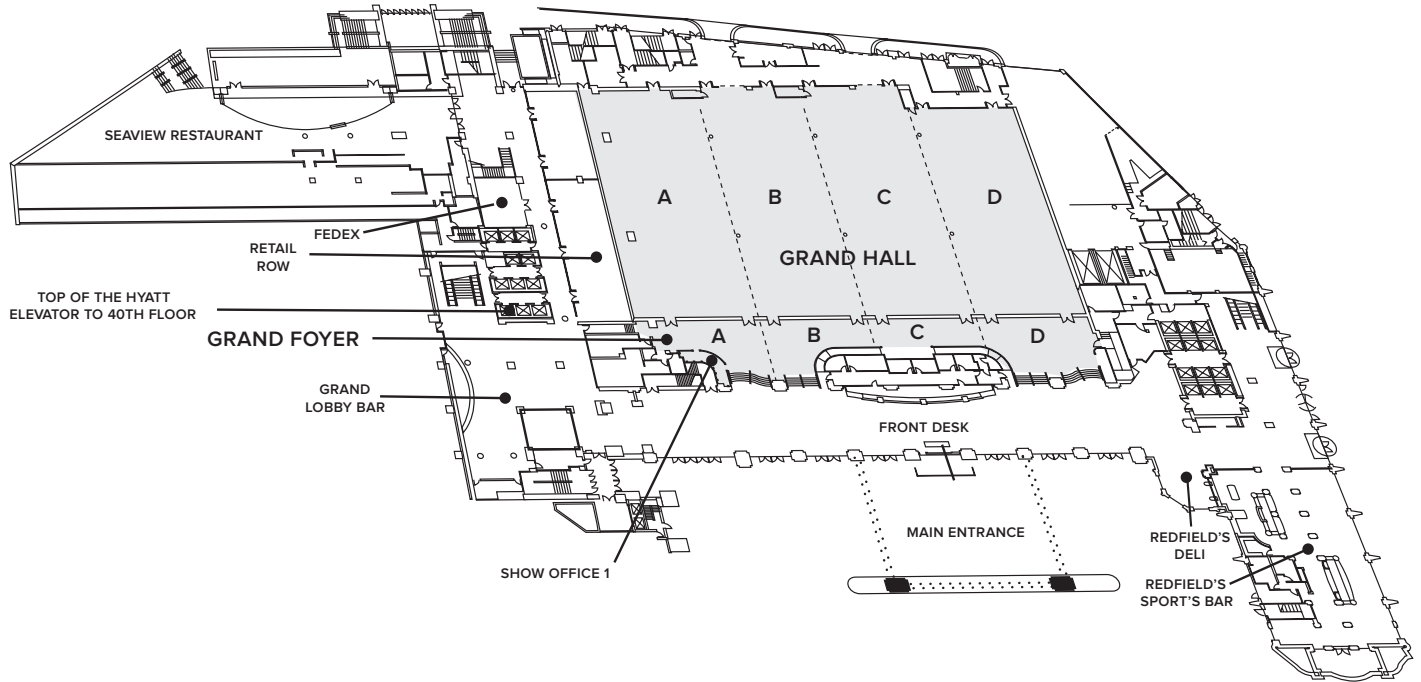 SEAVIEW RESTAURANT
A
B
C
D
FEDEX
RETAIL
ROW
GRAND HALL
TOP OF THE HYATT
ELEVATOR TO 40TH FLOOR
GRAND FOYER
A
B
C
D
GRAND
LOBBY BAR
FRONT DESK
MAIN ENTRANCE
REDFIELD'S
DELI
SHOW OFFICE 1
REDFIELD'S
SPORT'S BAR